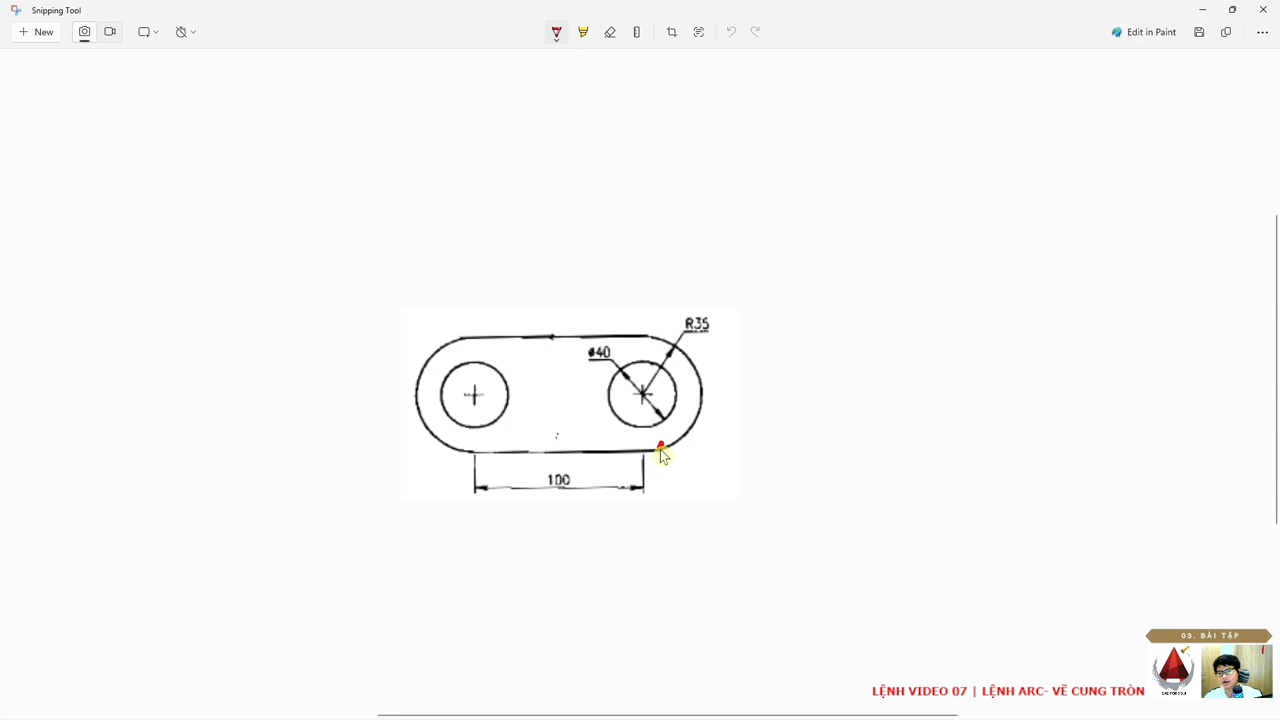 Snipping Tool
New
Edit in Paint
R35
ø40
100
03. BÀI TẬP
LỆNH VIDEO 07 | LỆNH ARC- VẼ CUNG TRÒN